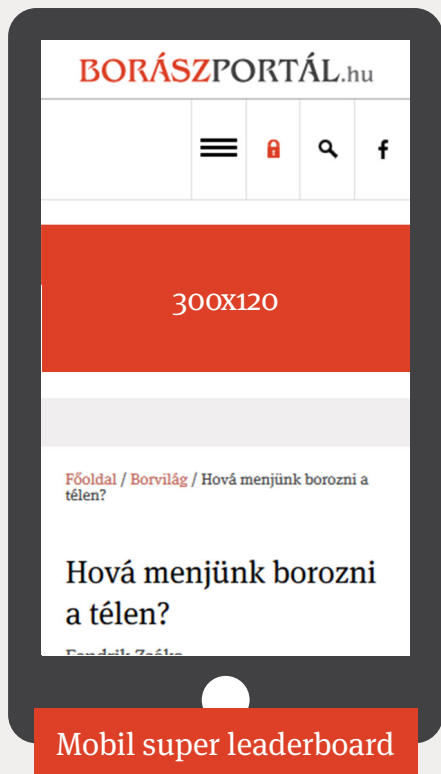 BORÁSZPORTÁL.hu
f
300x120
Főoldal / Borvilág / Hová menjünk borozni a
télen?
Hová menjünk borozni
a télen?
Mobil super leaderboard